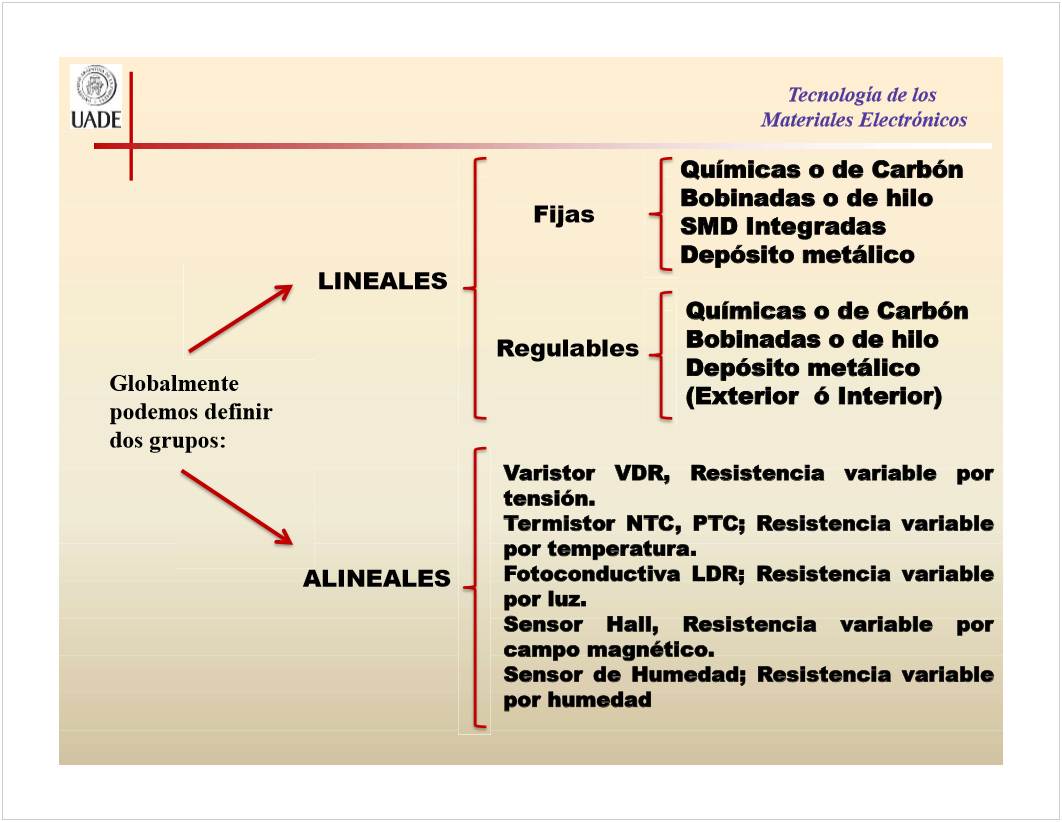 UADE
Tecnología de los
Materiales Electrónicos
Globalmente
podemos definir
dos grupos:
LINEALES
Fijas
Químicas o de Carbón
Bobinadas o de hilo
SMD Integradas
Depósito metálico
Regulables
Químicas o de Carbón
Bobinadas o de hilo
Depósito metálico
(Exterior ó Interior)
ALINEALES
Varistor VDR, Resistencia variable por
tensión.
Termistor NTC, PTC; Resistencia variable
por temperatura.
Fotoconductiva LDR; Resistencia variable
por luz.
Sensor Hall, Resistencia variable por
campo magnético.
Sensor de Humedad; Resistencia variable
por humedad